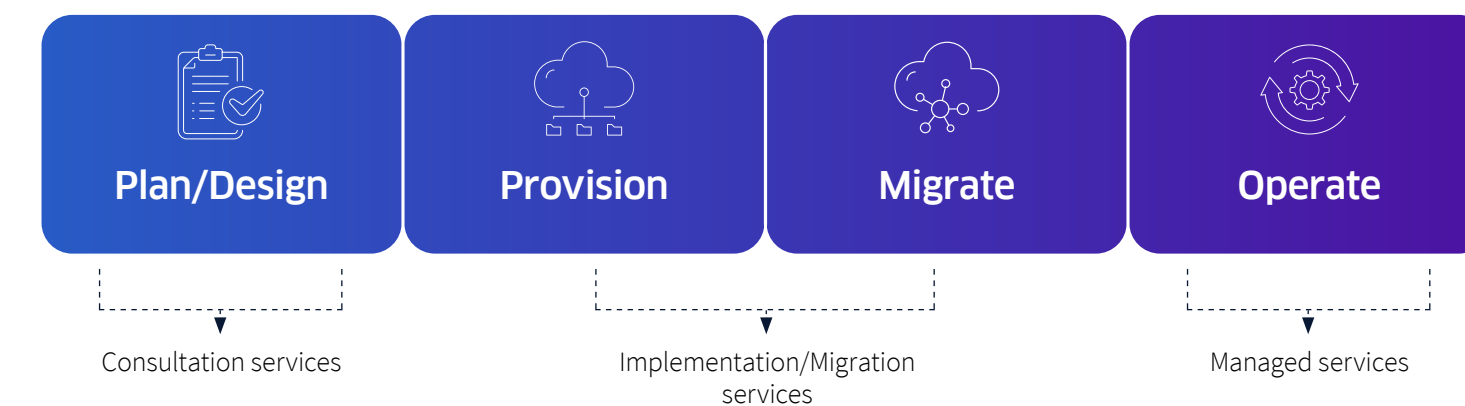 Plan/Design
Provision
Migrate
Operate
Consultation services
Implementation/Migration
services
Managed services